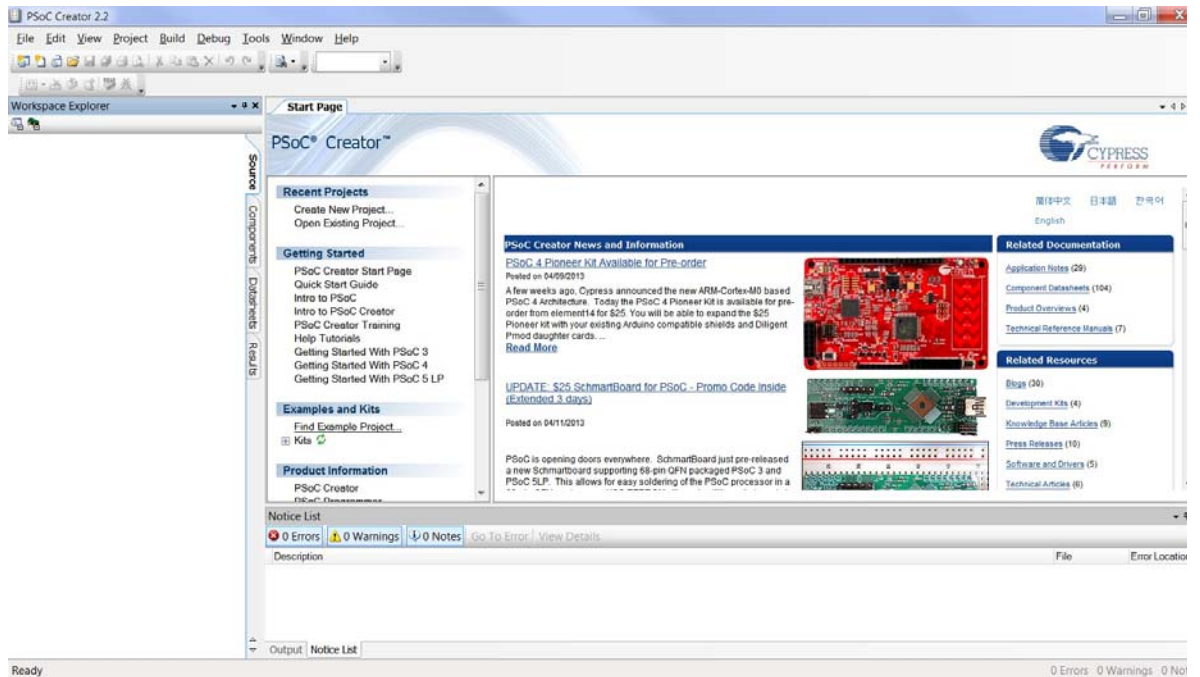 PSoC Creator 2.2
File Edit View Project Build Debug Tools Window Help
Workspace Explorer
Source
Components
Datasheets
Results
Start Page
PSoC® Creator™
CYPRESS
PERFORM
Recent Projects
Create New Project...
Open Existing Project...
Getting Started
PSoC Creator Start Page
Quick Start Guide
Intro to PSoC
Intro to PSoC Creator
PSoC Creator Training
Help Tutorials
Getting Started With PSoC 3
Getting Started With PSoC 4
Getting Started With PSoC 5 LP
Examples and Kits
Find Example Project...
Kits
Product Information
PSoC Creator
PSoC Programmer
简体中文 日本語 한국어
English
PSoC Creator News and Information
PSoC 4 Pioneer Kit Available for Pre-order
Posted on 04/09/2013
A few weeks ago, Cypress announced the new ARM-Cortex-M0 based
PSoC 4 Architecture. Today the PSoC 4 Pioneer Kit is available for pre-
order from element14 for $25. You will be able to expand the $25
Pioneer kit with your existing Arduino compatible shields and Diligent
Pmod daughter cards. ...
Read More
UPDATE: $25 SchmartBoard for PSoC - Promo Code Inside
(Extended 3 days)
Posted on 04/11/2013
PSoC is opening doors everywhere. SchmartBoard just pre-released
a new Schmartboard supporting 68-pin QFN packaged PSoC 3 and
PSoC 5LP. This allows for easy soldering of the PSoC processor in a
Related Documentation
Application Notes (29)
Component Datasheets (104)
Product Overviews (4)
Technical Reference Manuals (7)
Related Resources
Blogs (30)
Development Kits (4)
Knowledge Base Articles (9)
Press Releases (10)
Software and Drivers (5)
Technical Articles (6)
Notice List
0 Errors 0 Warnings 0 Notes Go To Error View Details
Description File Error Location
Output Notice List
Ready 0 Errors 0 Warnings 0 Not